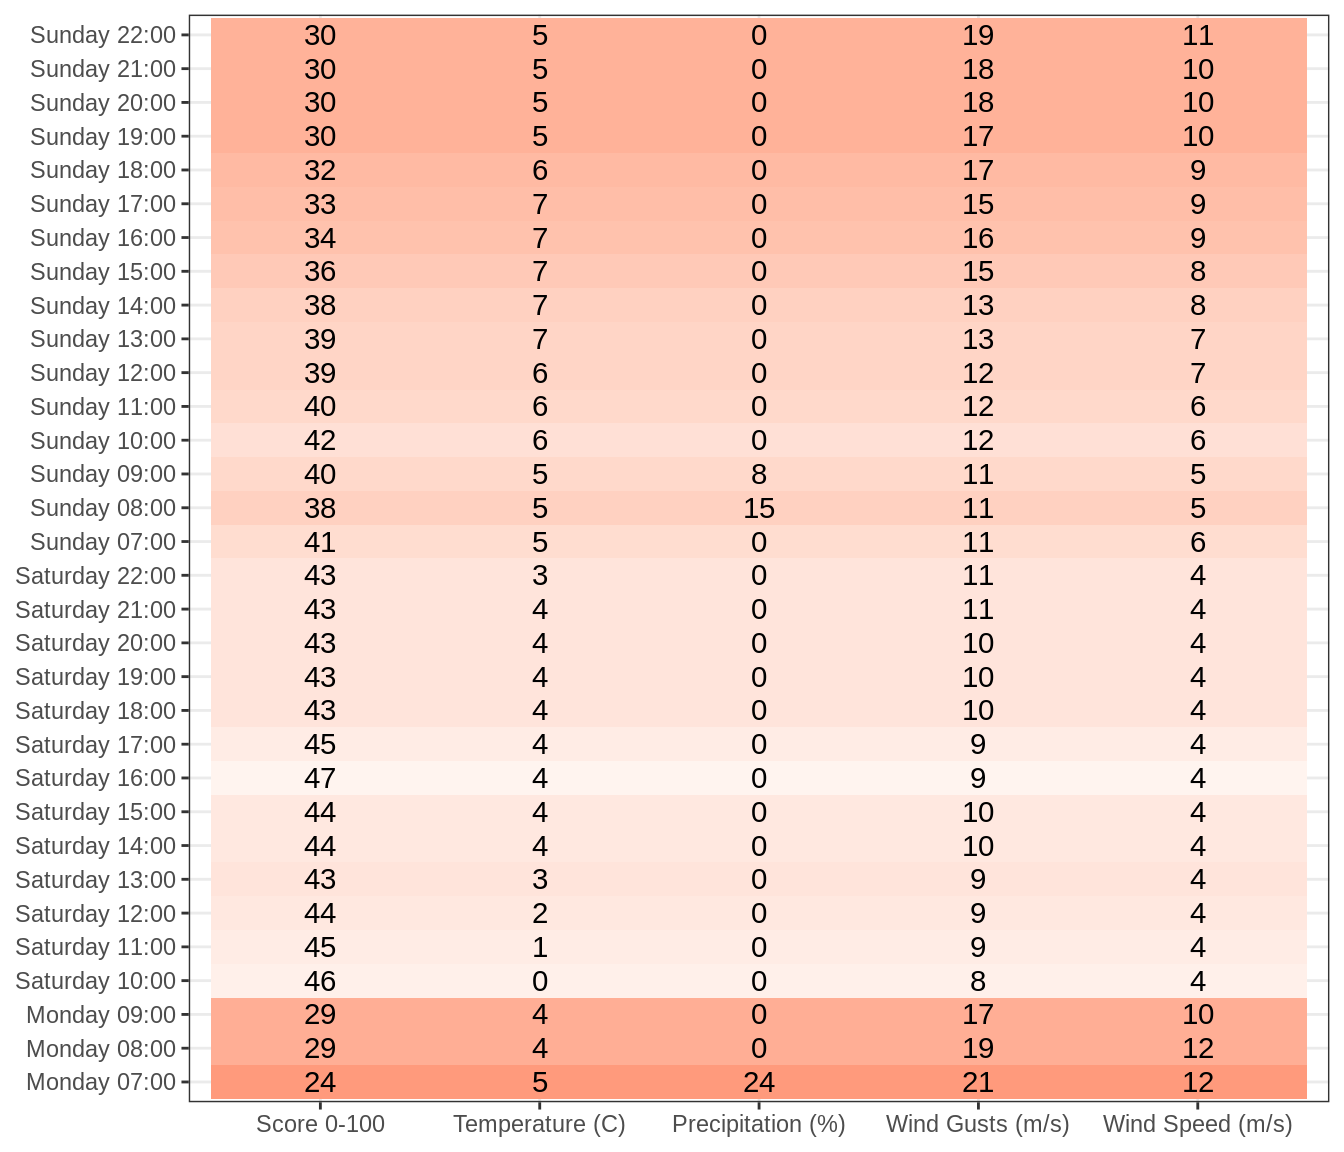 Sunday 22:00 30 5 0 19 11
Sunday 21:00 30 5 0 18 10
Sunday 20:00 30 5 0 18 10
Sunday 19:00 30 5 0 17 10
Sunday 18:00 32 6 0 17 9
Sunday 17:00 33 7 0 15 9
Sunday 16:00 34 7 0 16 9
Sunday 15:00 36 7 0 15 8
Sunday 14:00 38 7 0 13 8
Sunday 13:00 39 7 0 13 7
Sunday 12:00 39 6 0 12 7
Sunday 11:00 40 6 0 12 6
Sunday 10:00 42 6 0 12 6
Sunday 09:00 40 5 8 11 5
Sunday 08:00 38 5 15 11 5
Sunday 07:00 41 5 0 11 6
Saturday 22:00 43 3 0 11 4
Saturday 21:00 43 4 0 11 4
Saturday 20:00 43 4 0 10 4
Saturday 19:00 43 4 0 10 4
Saturday 18:00 43 4 0 10 4
Saturday 17:00 45 4 0 9 4
Saturday 16:00 47 4 0 9 4
Saturday 15:00 44 4 0 10 4
Saturday 14:00 44 4 0 10 4
Saturday 13:00 43 3 0 9 4
Saturday 12:00 44 2 0 9 4
Saturday 11:00 45 1 0 9 4
Saturday 10:00 46 0 0 8 4
Monday 09:00 29 4 0 17 10
Monday 08:00 29 4 0 19 12
Monday 07:00 24 5 24 21 12
Score 0-100 Temperature (C) Precipitation (%) Wind Gusts (m/s) Wind Speed (m/s)